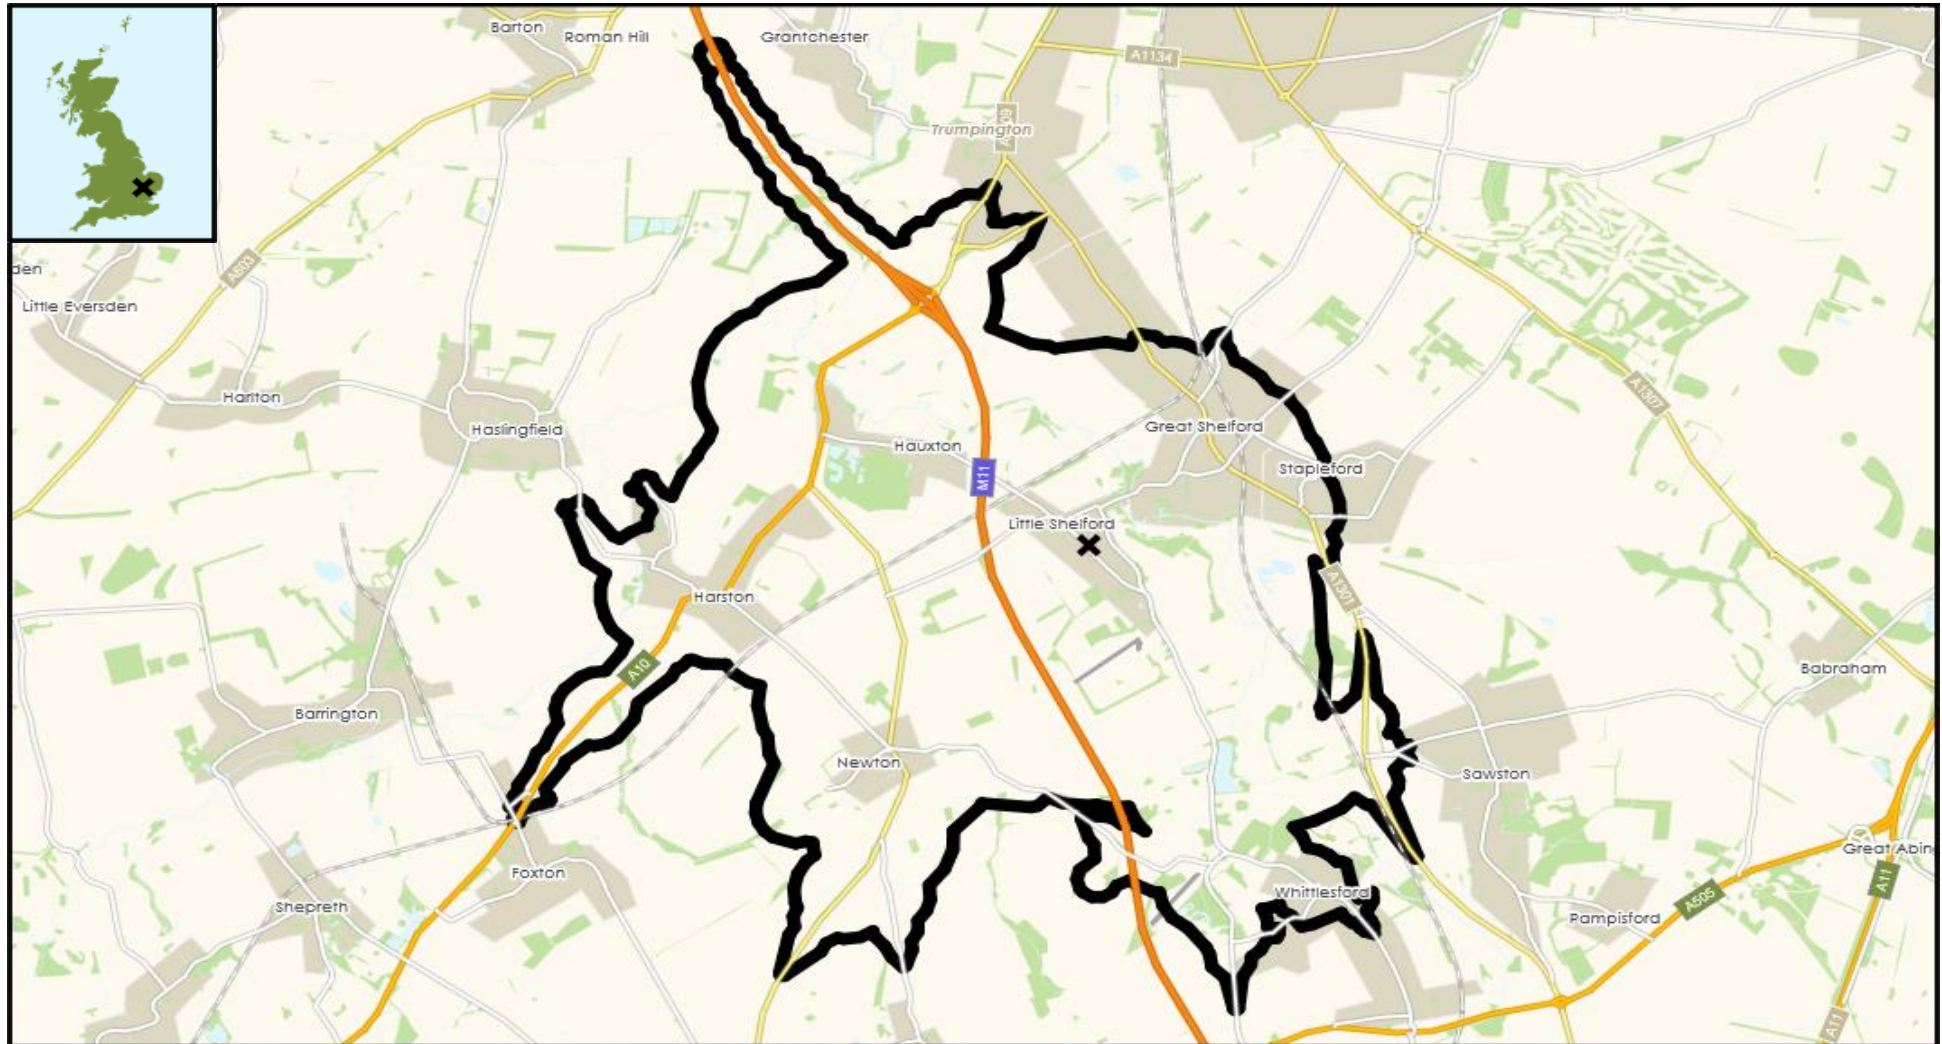 Barton
Roman Hill
Grantchester
A1134
Trumpington
A603
Little Eversden
Harlton
Haslingfield
Hauxton
M11
Great Shelford
Stapleford
A1307
Little Shelford
A1301
Harston
A10
Babraham
Barrington
Newton
Sawston
Great Abin
Foxton
Shepreth
Whittlesford
Pampisford
A505
A11
A11